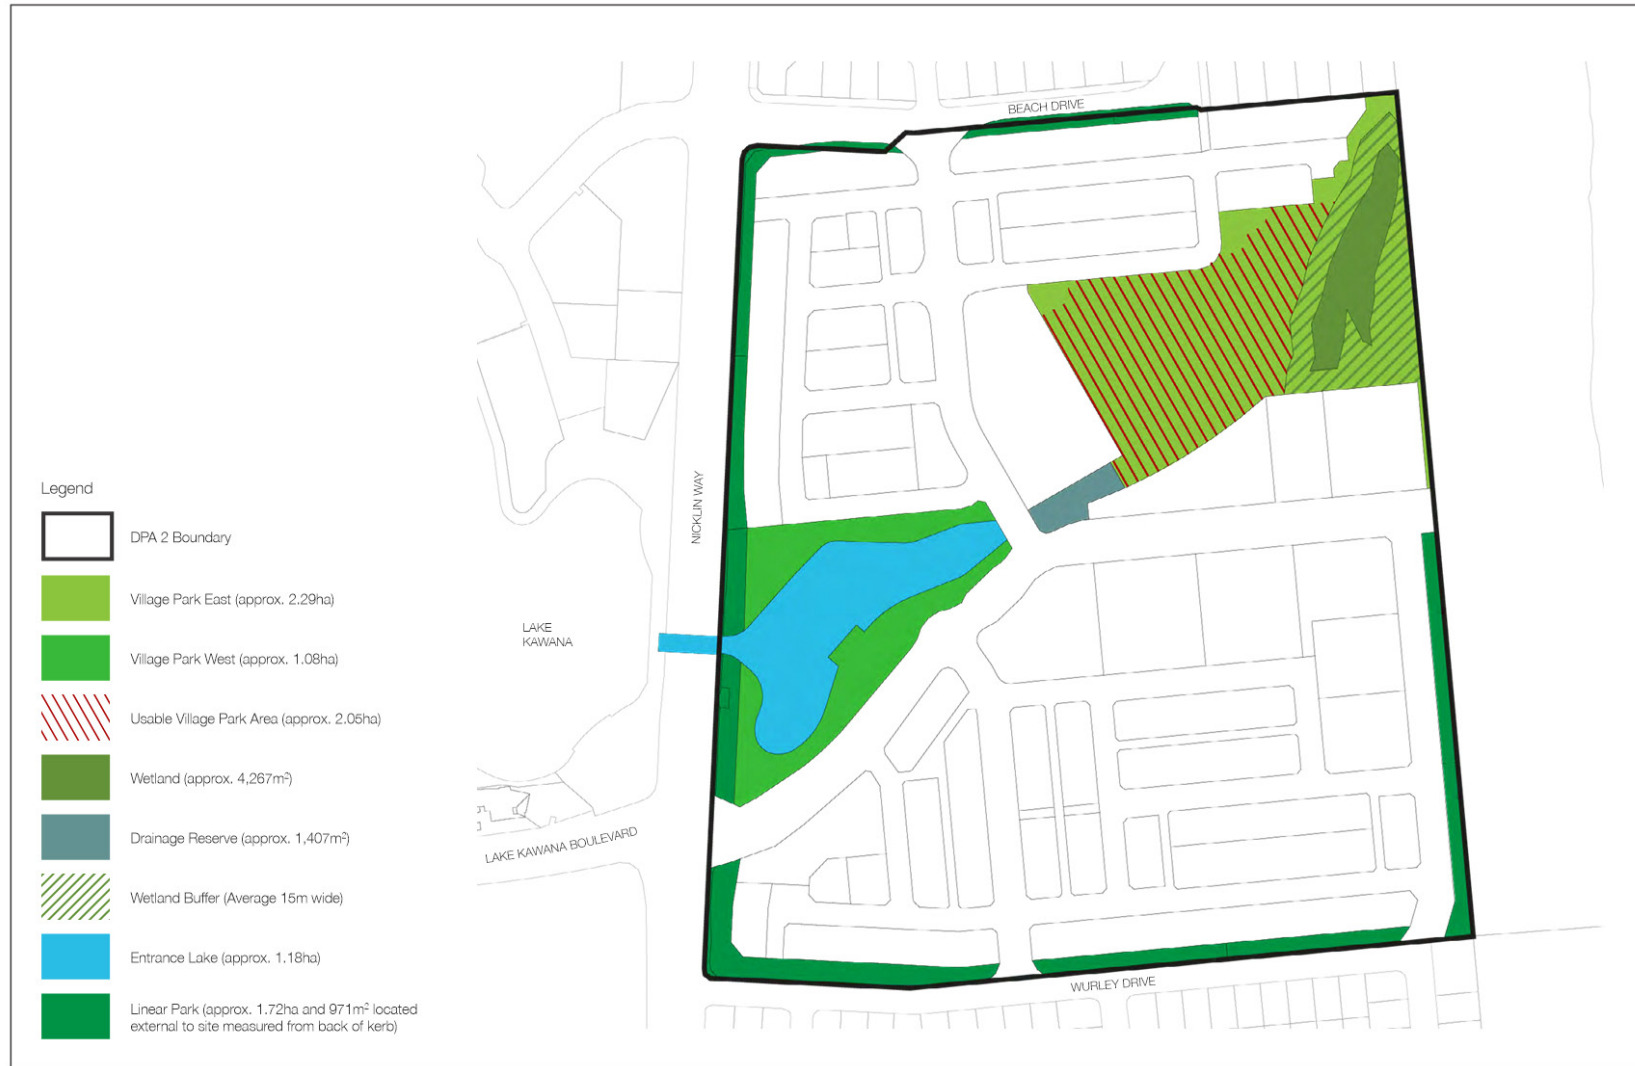 BEACH DRIVE
NICKLIN WAY
LAKE
KAWANA
LAKE KAWANA BOULEVARD
WURLEY DRIVE
Legend
DPA 2 Boundary
Village Park East (approx. 2.29ha)
Village Park West (approx. 1.08ha)
Usable Village Park Area (approx. 2.05ha)
Wetland (approx. 4,267m²)
Drainage Reserve (approx. 1,407m²)
Wetland Buffer (Average 15m wide)
Entrance Lake (approx. 1.18ha)
Linear Park (approx. 1.72ha and 971m² located
external to site measured from back of kerb)